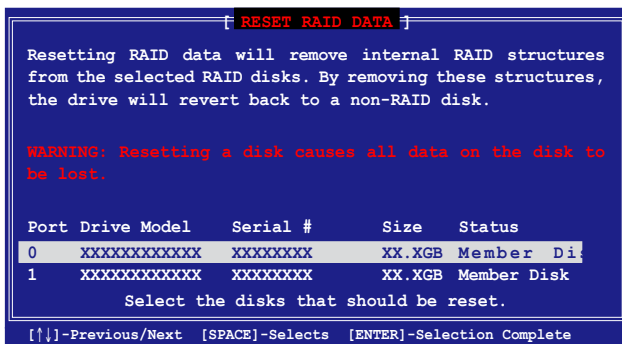 [ RESET RAID DATA ]
Resetting RAID data will remove internal RAID structures
from the selected RAID disks. By removing these structures,
the drive will revert back to a non-RAID disk.
WARNING: Resetting a disk causes all data on the disk to
be lost.
Port Drive Model Serial # Size Status
0 XXXXXXXXXXXX XXXXXXXX XX.XGB Member Dis
1 XXXXXXXXXXXX XXXXXXXX XX.XGB Member Disk
Select the disks that should be reset.
[↑↓]-Previous/Next [SPACE]-Selects [ENTER]-Selection Complete